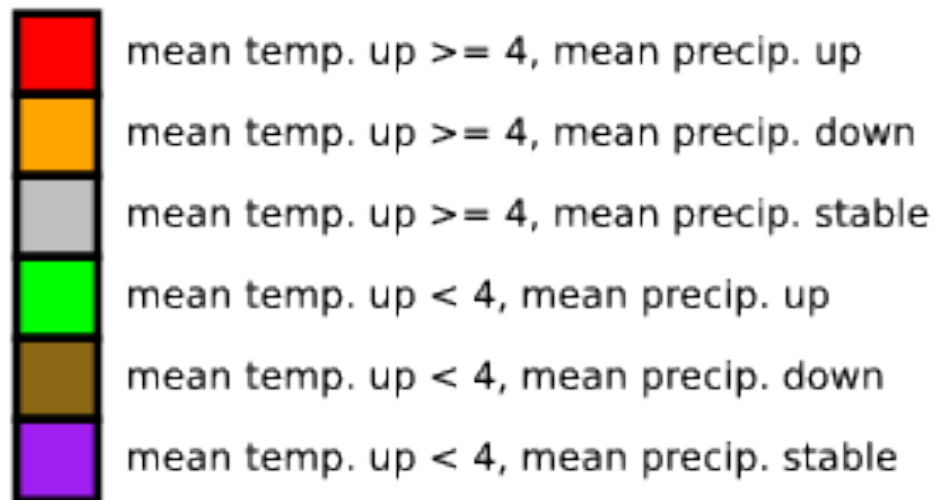 mean temp. up >= 4, mean precip. up
mean temp. up >= 4, mean precip. down
mean temp. up >= 4, mean precip. stable
mean temp. up < 4, mean precip. up
mean temp. up < 4, mean precip. down
mean temp. up < 4, mean precip. stable